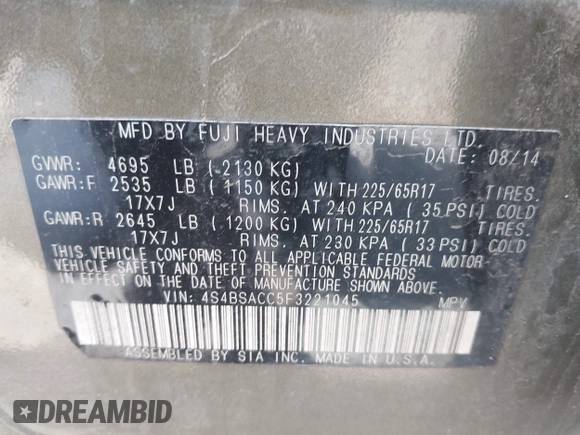 MFD BY FUJI HEAVY INDUSTRIES LTD.
DATE: 08/14
GVWR: 4695 LB ( 2130 KG)
GAWR:F 2535 LB ( 1150 KG) WITH 225/65R17 TIRES.
17X7J RIMS. AT 240 KPA ( 35 PSI) COLD
GAWR:R 2645 LB ( 1200 KG) WITH 225/65R17 TIRES.
17X7J RIMS. AT 230 KPA ( 33 PSI) COLD
THIS VEHICLE CONFORMS TO ALL APPLICABLE FEDERAL MOTOR-
VEHICLE SAFETY AND THEFT PREVENTION STANDARDS
IN EFFECT ON THE DATE OF MANUFACTURE SHOWN ABOVE.
VIN: 4S4BSACC5F3221045 MPV
ASSEMBLED BY SIA INC. MADE IN U.S.A.
DREAMBID